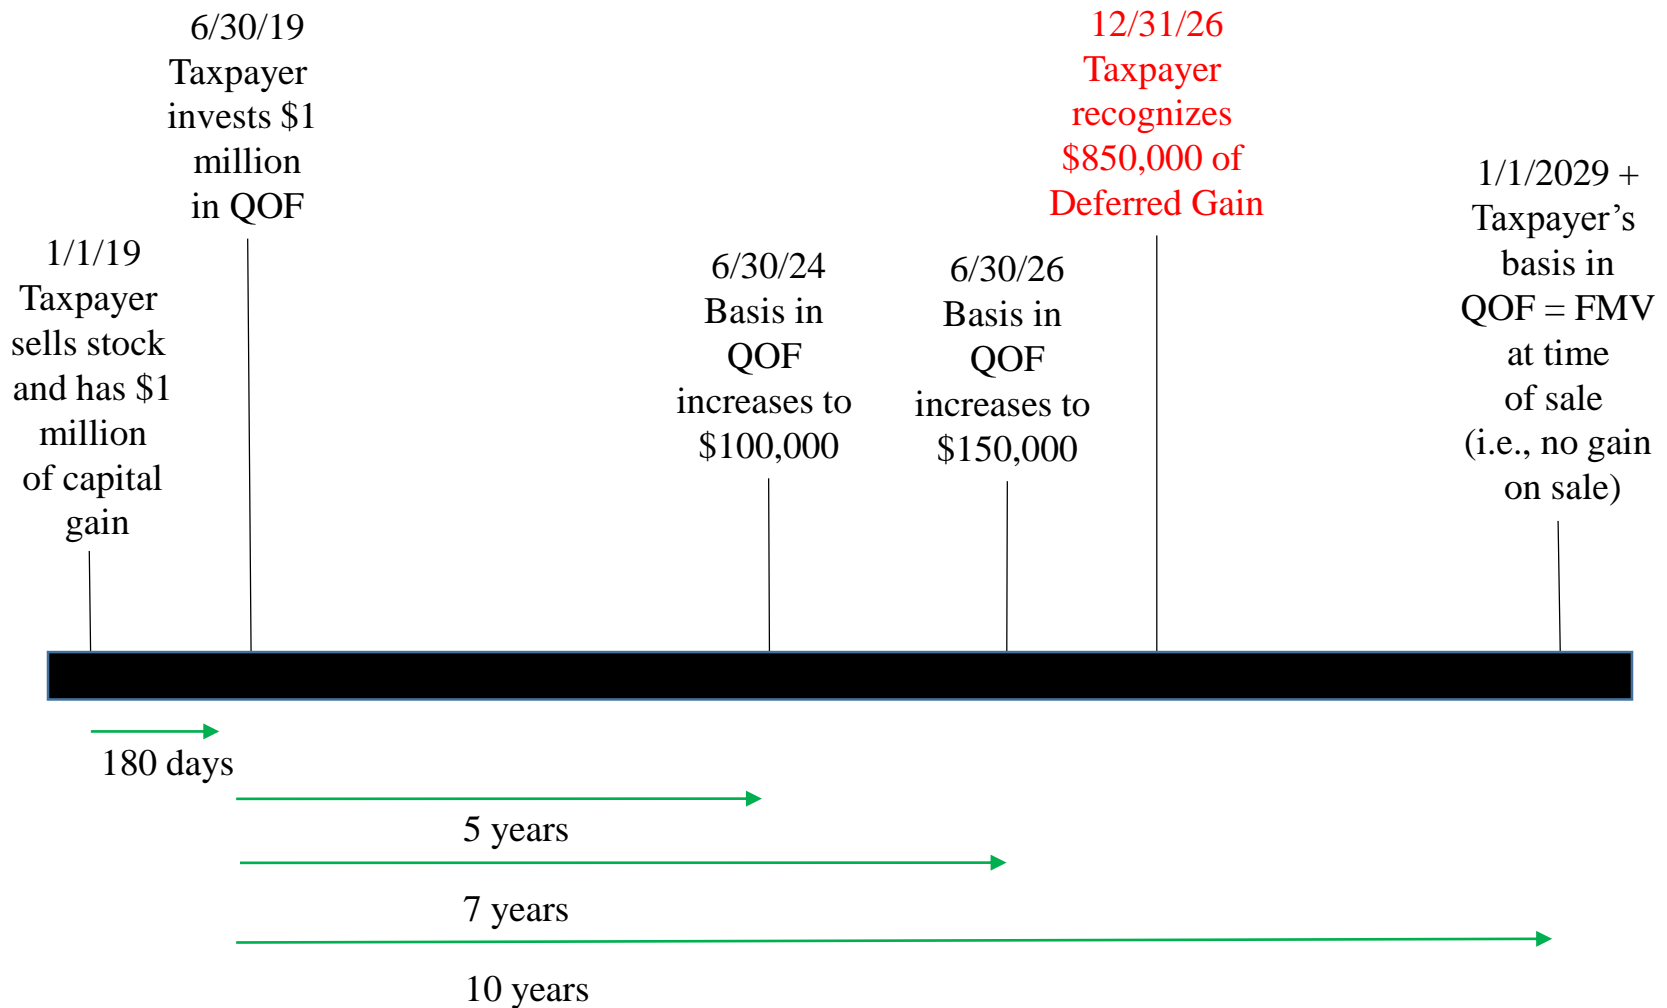 1/1/19
Taxpayer
sells stock
and has $1
million
of capital
gain
6/30/19
Taxpayer
invests $1
million
in QOF
6/30/24
Basis in
QOF
increases to
$100,000
6/30/26
Basis in
QOF
increases to
$150,000
12/31/26
Taxpayer
recognizes
$850,000 of
Deferred Gain
1/1/2029 +
Taxpayer’s
basis in
QOF = FMV
at time
of sale
(i.e., no gain
on sale)
180 days
5 years
7 years
10 years